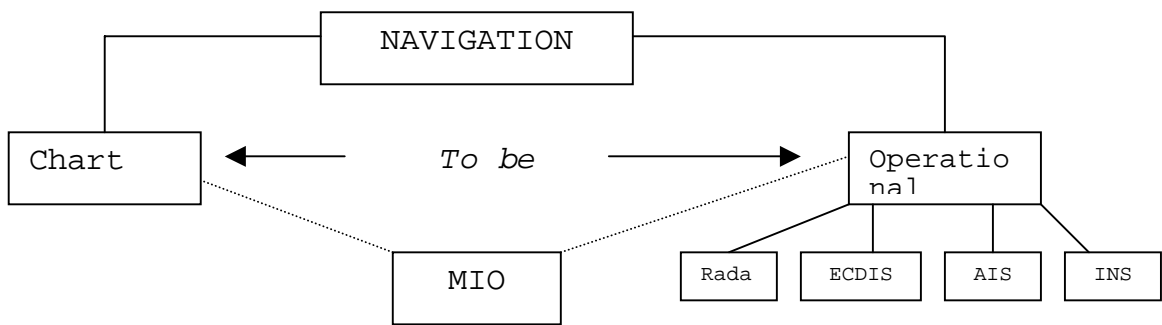 NAVIGATION
Chart
To be
Operatio
nal
MIO
Rada
ECDIS
AIS
INS